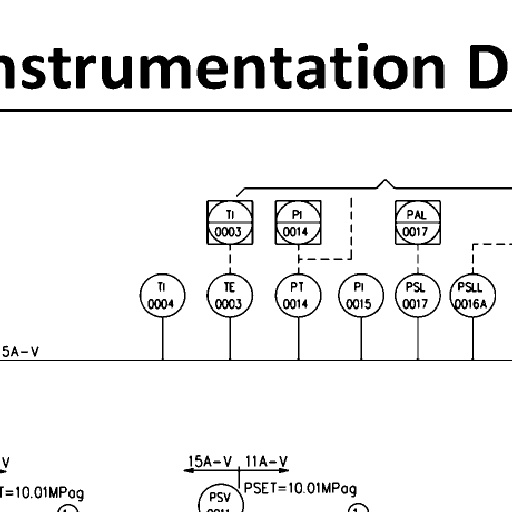 nstrumentation D
TI 0003
PI 0014
PAL 0017
TI 0004
TE 0003
PT 0014
PI 0015
PSL 0017
PSLL 0016A
5A-V
V
15A-V 11A-V
T=10.01MPag
PSV
PSET=10.01MPag